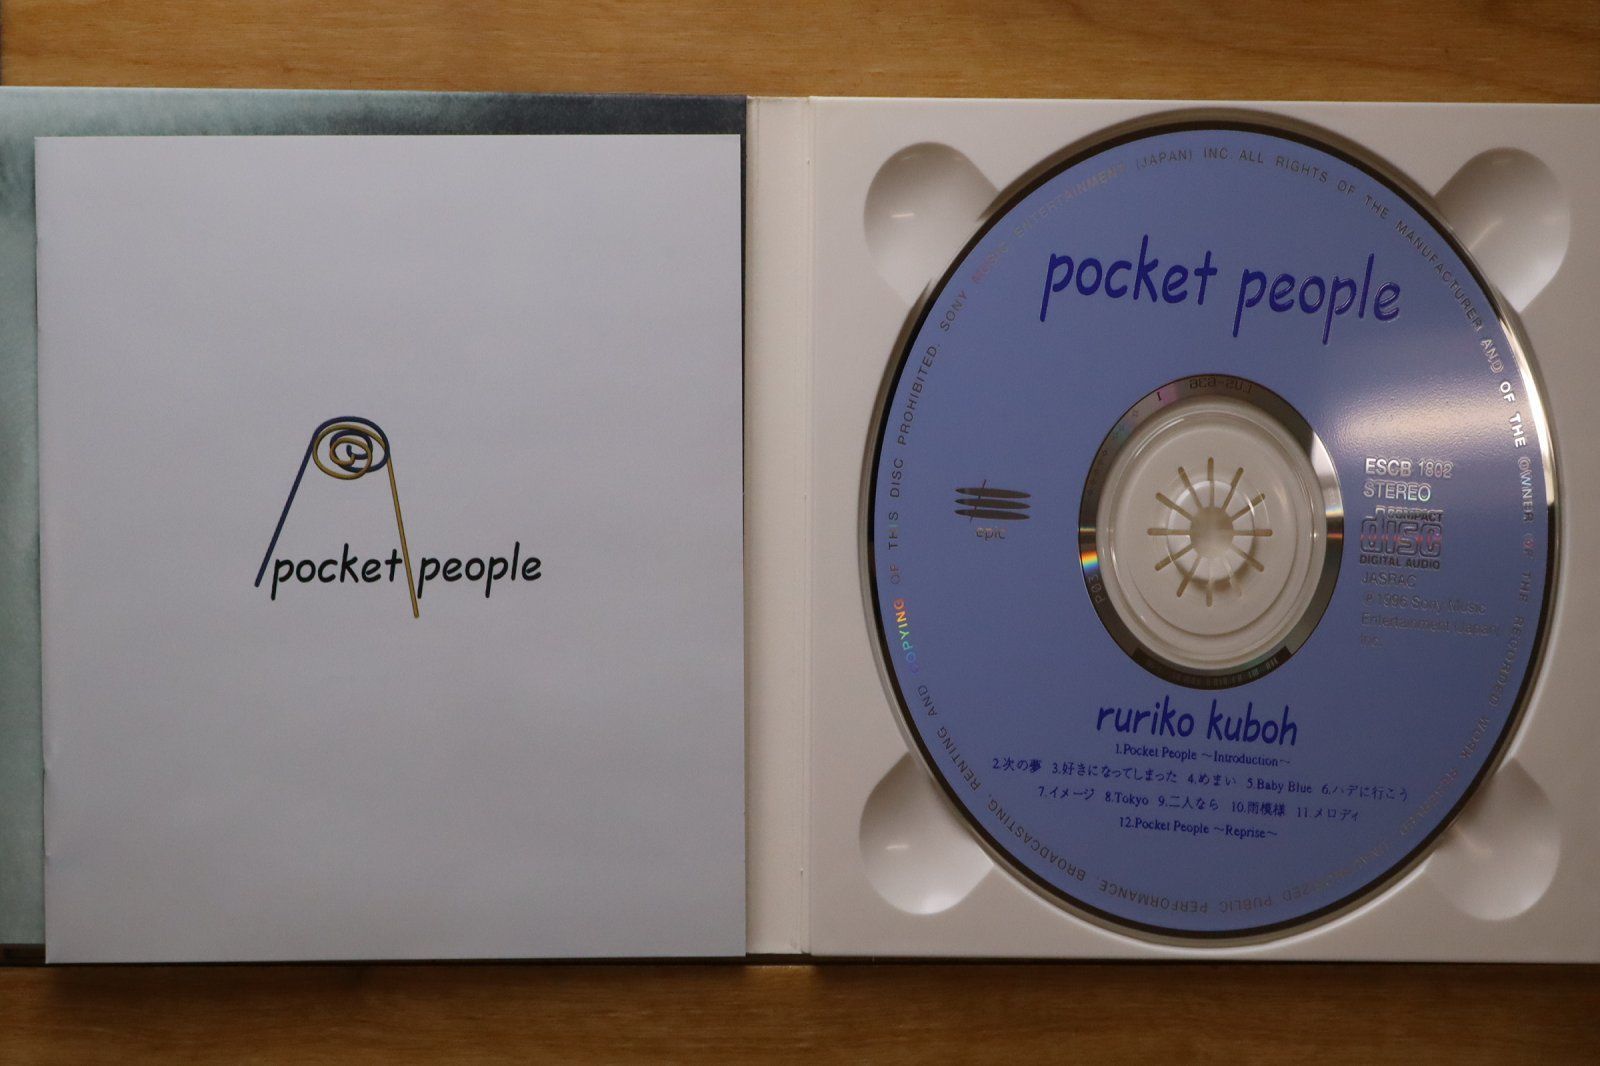 pocket people
pocket people
SONY MUSIC ENTERTAINMENT (JAPAN) INC. ALL RIGHTS OF THE MANUFACTURER AND OF THE OWNER OF THE RECORDED WORK RESERVED. UNAUTHORIZED PUBLIC PERFORMANCE, BROADCASTING, RENTING AND COPYING OF THIS DISC PROHIBITED.
epic
ESCB 1802
STEREO
COMPACT
disc
DIGITAL AUDIO
JASRAC
℗1996 Sony Music
Entertainment (Japan)
Inc.
ruriko kuboh
1.Pocket People ～Introduction～
2.次の夢 3.好きになってしまった 4.めまい 5.Baby Blue 6.ハデに行こう
7.イメージ 8.Tokyo 9.二人なら 10.雨模様 11.メロディ
12.Pocket People ～Reprise～